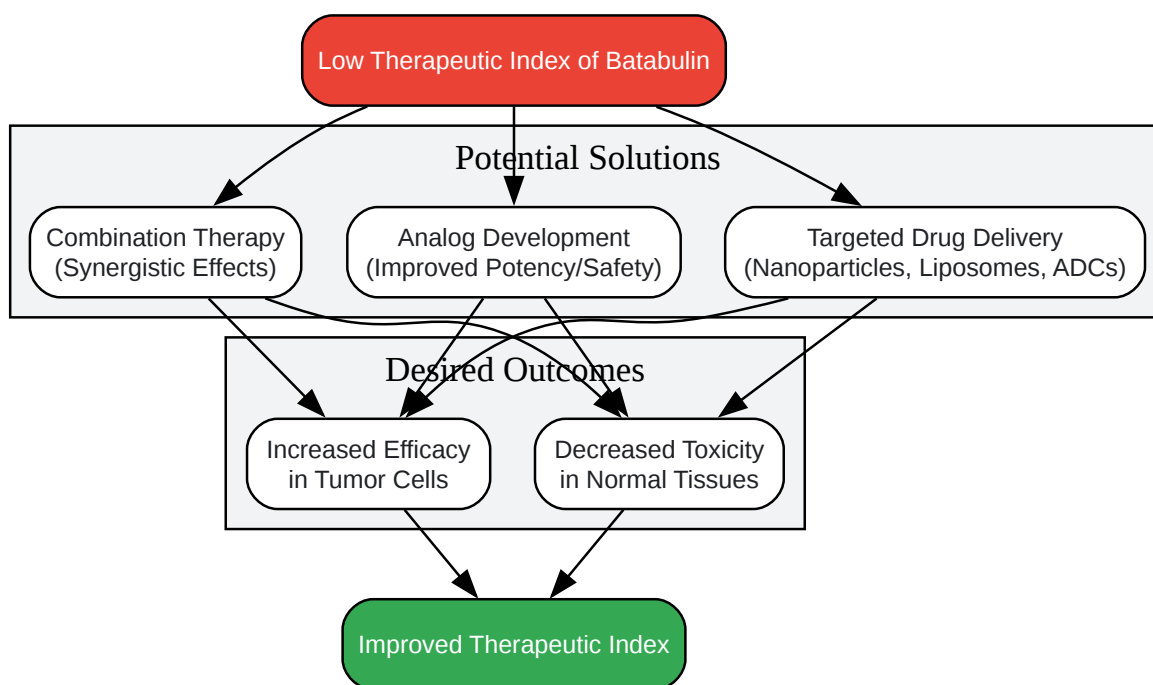 Low Therapeutic Index of Batabulin
Potential Solutions
Combination Therapy
(Synergistic Effects)
Analog Development
(Improved Potency/Safety)
Targeted Drug Delivery
(Nanoparticles, Liposomes, ADCs)
Desired Outcomes
Increased Efficacy
in Tumor Cells
Decreased Toxicity
in Normal Tissues
Improved Therapeutic Index